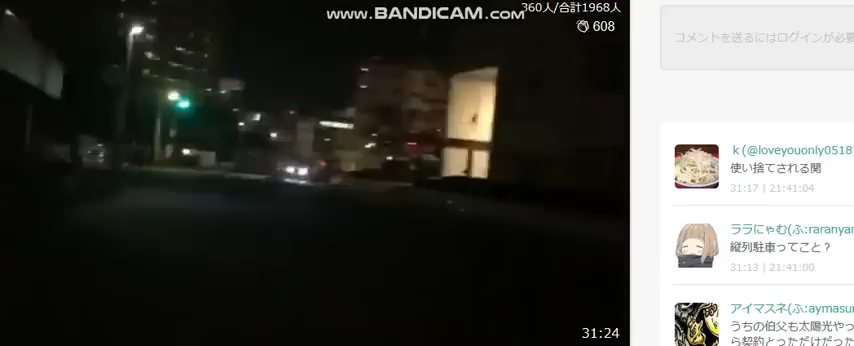 www.BANDICAM.com
360人/合計1968人
608
31:24
コメントを送るにはログインが必要
k(@loveyouonly0518
使い捨てされる関
31:17 | 21:41:04
ララにゃむ(ふ:raranyar
縦列駐車ってこと？
31:13 | 21:41:00
アイマスネ(ふ:aymasu
うちの伯父も太陽光やっ
ら契約とっただけだった